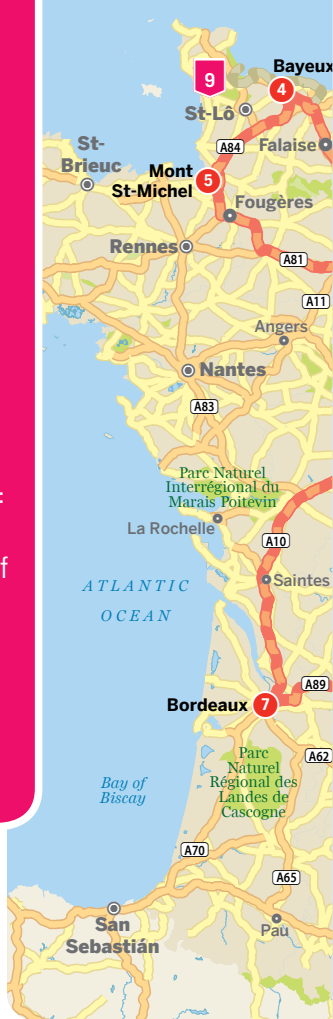 Bayeux
9
4
St-Lô
A84
Falaise
St-
Brieuc
Mont
St-Michel
5
Fougères
Rennes
A81
A11
Angers
Nantes
A83
Parc Naturel
Interrégional du
Marais Poitevin
La Rochelle
A10
f
ATLANTIC
OCEAN
Saintes
A89
Bordeaux
7
Parc
Naturel
Régional des
Landes de
Cascogne
A62
Bay of
Biscay
A70
A65
San
Sebastián
Pau